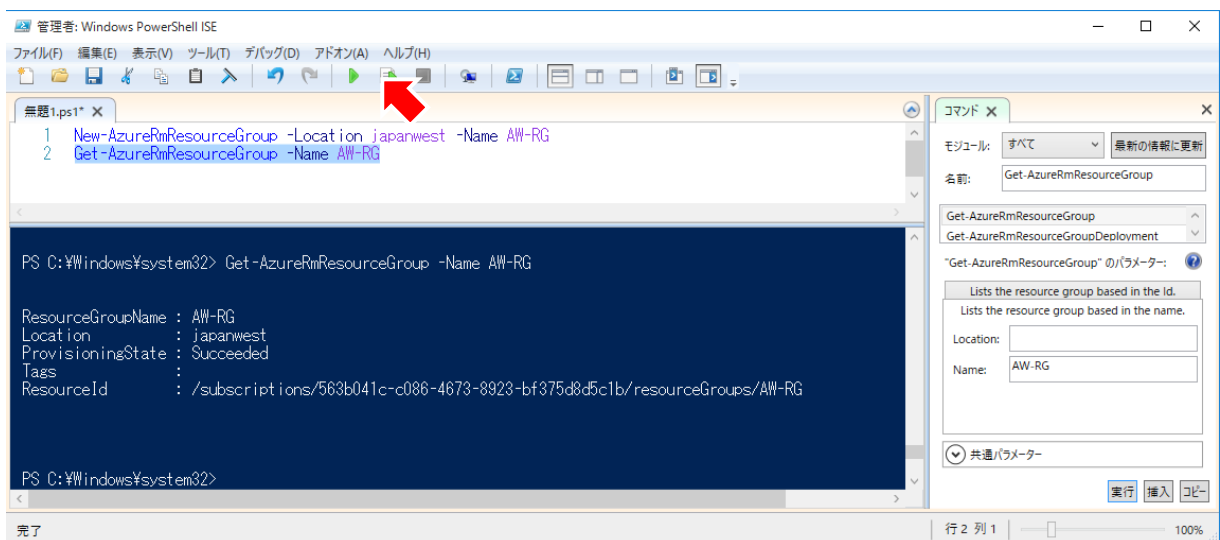 管理者: Windows PowerShell ISE
ファイル(F) 編集(E) 表示(V) ツール(T) デバッグ(D) アドオン(A) ヘルプ(H)
無題1.ps1* X
1 New-AzureRmResourceGroup -Location japanwest -Name AW-RG
2 Get-AzureRmResourceGroup -Name AW-RG
PS C:¥Windows¥system32> Get-AzureRmResourceGroup -Name AW-RG
ResourceGroupName : AW-RG
Location : japanwest
ProvisioningState : Succeeded
Tags :
ResourceId : /subscriptions/563b041c-c086-4673-8923-bf375d8d5c1b/resourceGroups/AW-RG
PS C:¥Windows¥system32>
コマンド X
モジュール: すべて 最新の情報に更新
名前: Get-AzureRmResourceGroup
Get-AzureRmResourceGroup
Get-AzureRmResourceGroupDeployment
"Get-AzureRmResourceGroup" のパラメーター:
Lists the resource group based in the Id.
Lists the resource group based in the name.
Location:
Name: AW-RG
共通パラメーター
実行 挿入 コピー
完了
行 2 列 1 100%